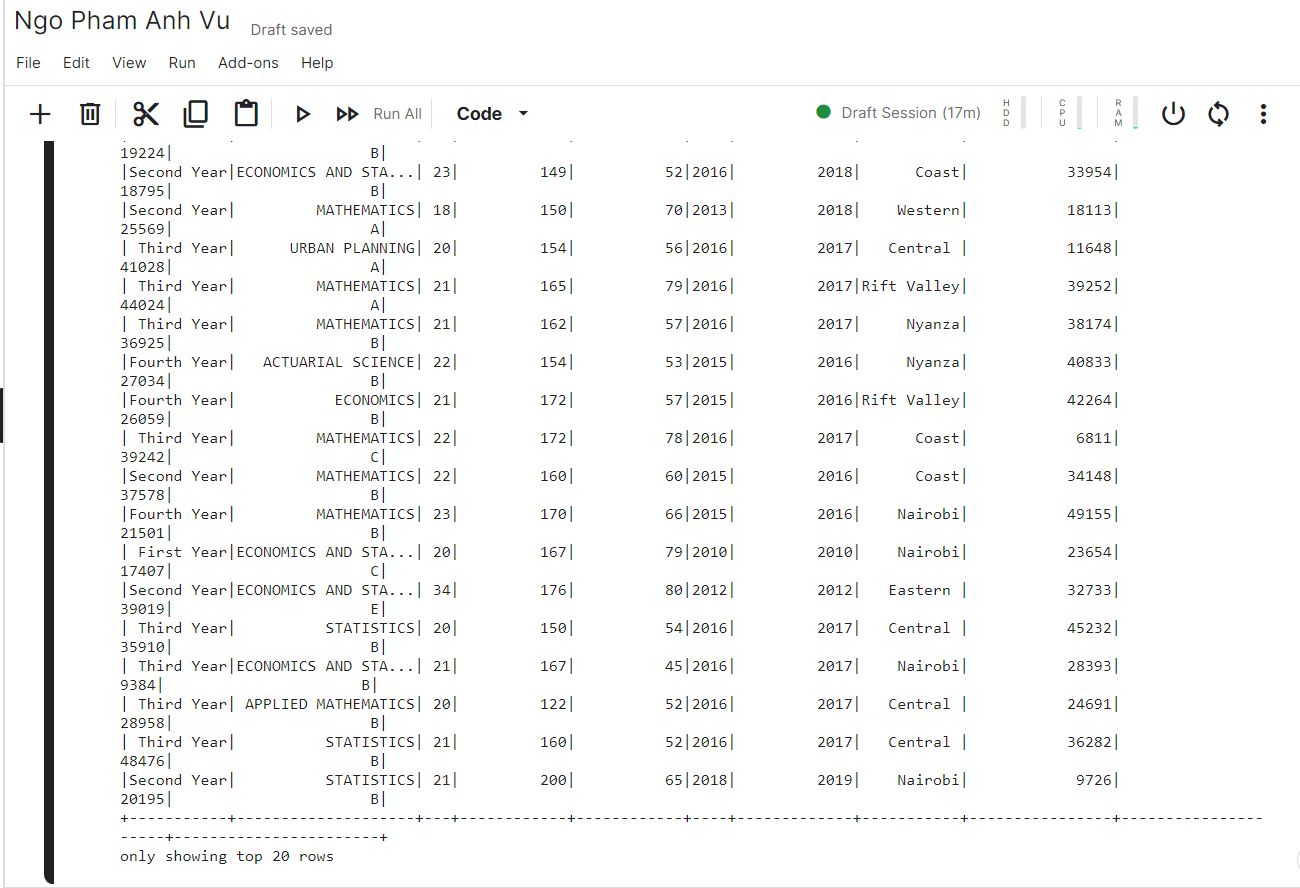 Ngo Pham Anh Vu Draft saved
File Edit View Run Add-ons Help
Run All Code Draft Session (17m) HDD CPU RAM
19224|                      B|
|Second Year|ECONOMICS AND STA...| 23|         149|         52|2016|         2018|      Coast|           33954|
18795|                      B|
|Second Year|         MATHEMATICS| 18|         150|         70|2013|         2018|    Western|           18113|
25569|                      A|
| Third Year|      URBAN PLANNING| 20|         154|         56|2016|         2017|   Central |           11648|
41028|                      A|
| Third Year|         MATHEMATICS| 21|         165|         79|2016|         2017|Rift Valley|           39252|
44024|                      A|
| Third Year|         MATHEMATICS| 21|         162|         57|2016|         2017|     Nyanza|           38174|
36925|                      B|
|Fourth Year|   ACTUARIAL SCIENCE| 22|         154|         53|2015|         2016|     Nyanza|           40833|
27034|                      B|
|Fourth Year|           ECONOMICS| 21|         172|         57|2015|         2016|Rift Valley|           42264|
26059|                      B|
| Third Year|         MATHEMATICS| 22|         172|         78|2016|         2017|      Coast|            6811|
39242|                      C|
|Second Year|         MATHEMATICS| 22|         160|         60|2015|         2016|      Coast|           34148|
37578|                      B|
|Fourth Year|         MATHEMATICS| 23|         170|         66|2015|         2016|    Nairobi|           49155|
21501|                      B|
| First Year|ECONOMICS AND STA...| 20|         167|         79|2010|         2010|    Nairobi|           23654|
17407|                      C|
|Second Year|ECONOMICS AND STA...| 34|         176|         80|2012|         2012|   Eastern |           32733|
39019|                      E|
| Third Year|          STATISTICS| 20|         150|         54|2016|         2017|   Central |           45232|
35910|                      B|
| Third Year|ECONOMICS AND STA...| 21|         167|         45|2016|         2017|    Nairobi|           28393|
9384|                      B|
| Third Year| APPLIED MATHEMATICS| 20|         122|         52|2016|         2017|   Central |           24691|
28958|                      B|
| Third Year|          STATISTICS| 21|         160|         52|2016|         2017|   Central |           36282|
48476|                      B|
|Second Year|          STATISTICS| 21|         200|         65|2018|         2019|    Nairobi|            9726|
20195|                      B|
+-----------+--------------------+---+------------+------------+----+-------------+-----------+----------------+----------------
-----+-----------------------+
only showing top 20 rows